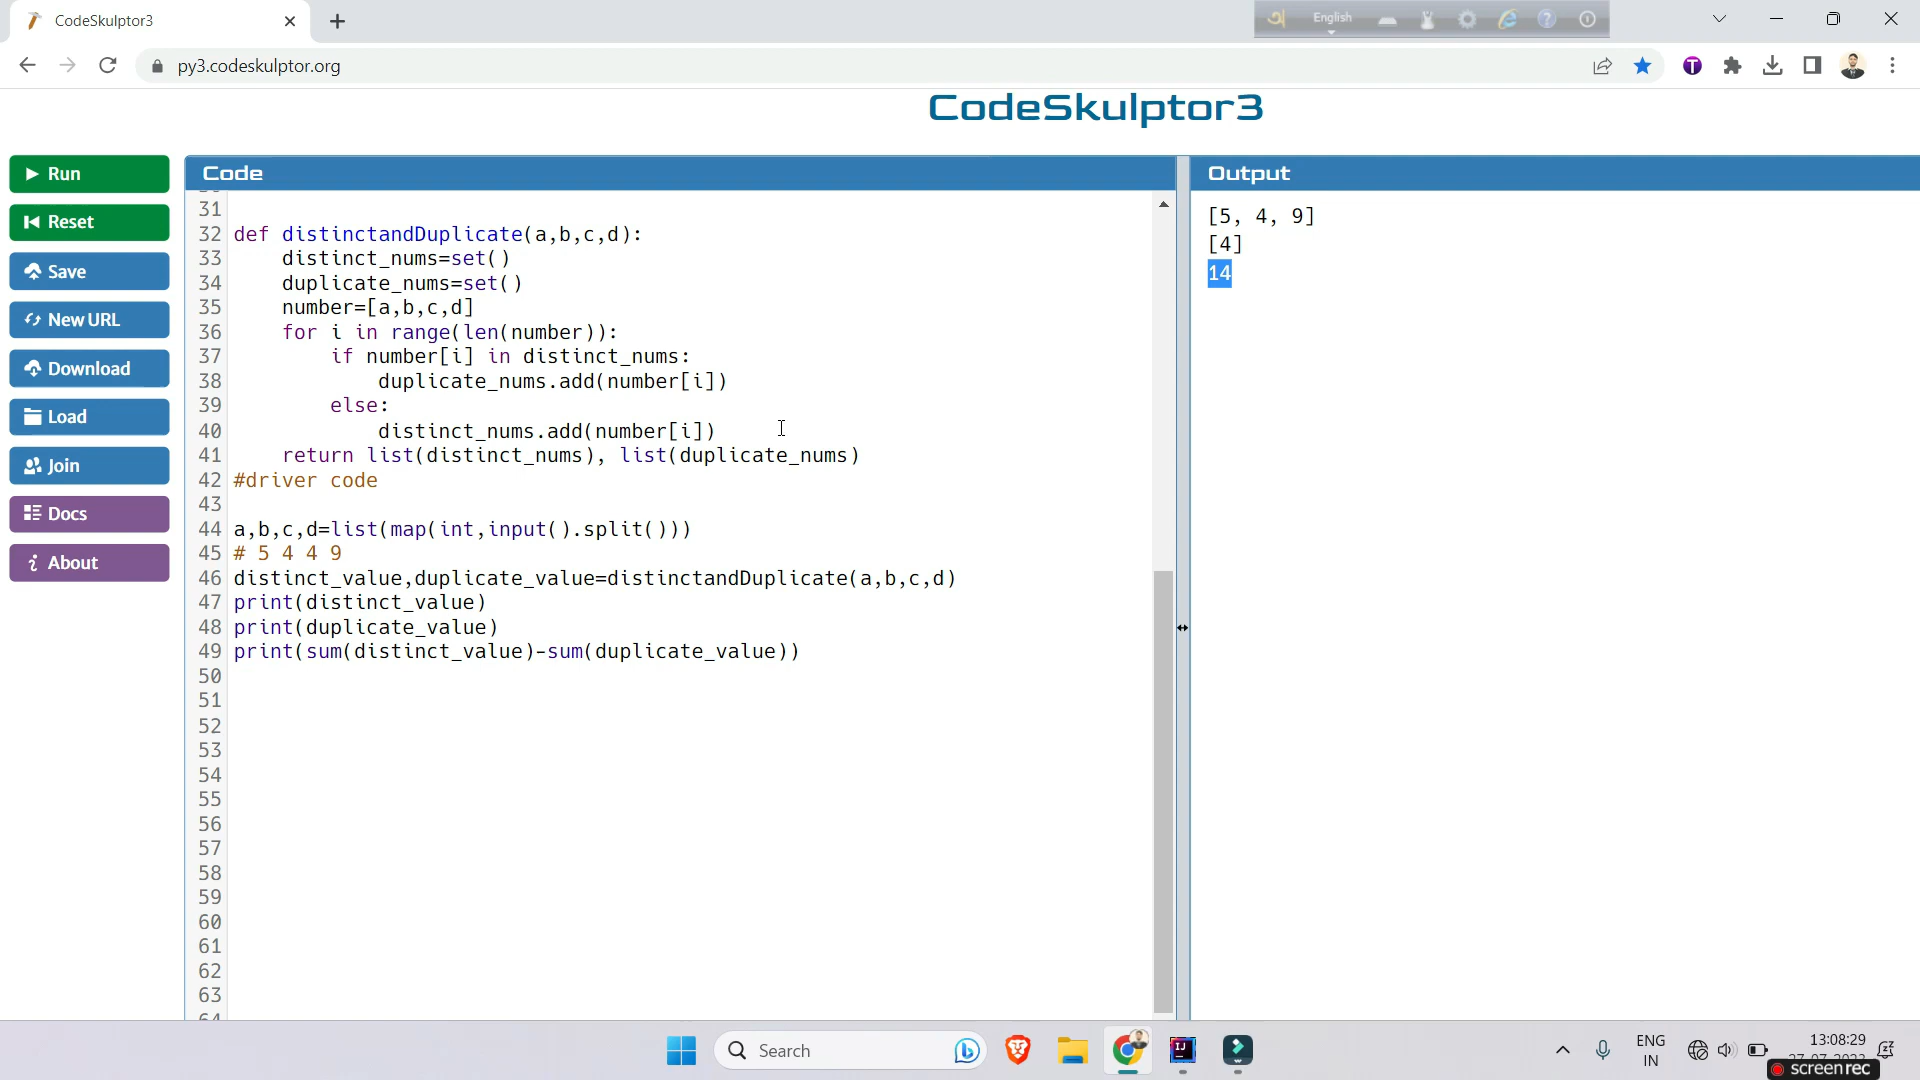 CodeSkulptor3
English
py3.codeskulptor.org
CodeSkulptor3
Run
Reset
Save
New URL
Download
Load
Join
Docs
About
Code
31
32 def distinctandDuplicate(a,b,c,d):
33     distinct_nums=set()
34     duplicate_nums=set()
35     number=[a,b,c,d]
36     for i in range(len(number)):
37         if number[i] in distinct_nums:
38             duplicate_nums.add(number[i])
39         else:
40             distinct_nums.add(number[i])
41     return list(distinct_nums), list(duplicate_nums)
42 #driver code
43
44 a,b,c,d=list(map(int,input().split()))
45 # 5 4 4 9
46 distinct_value,duplicate_value=distinctandDuplicate(a,b,c,d)
47 print(distinct_value)
48 print(duplicate_value)
49 print(sum(distinct_value)-sum(duplicate_value))
50
51
52
53
54
55
56
57
58
59
60
61
62
63
Output
[5, 4, 9]
[4]
14
Search
ENG
IN
13:08:29
screenrec